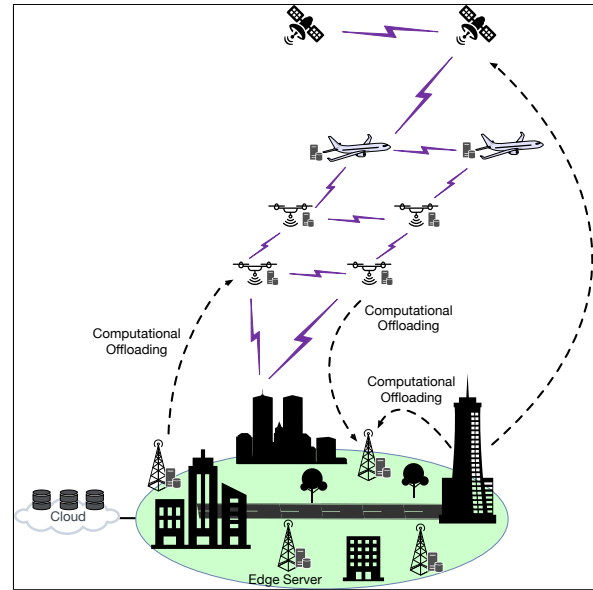 Computational
Offloading
Computational
Offloading
Computational
Offloading
Cloud
Edge Server